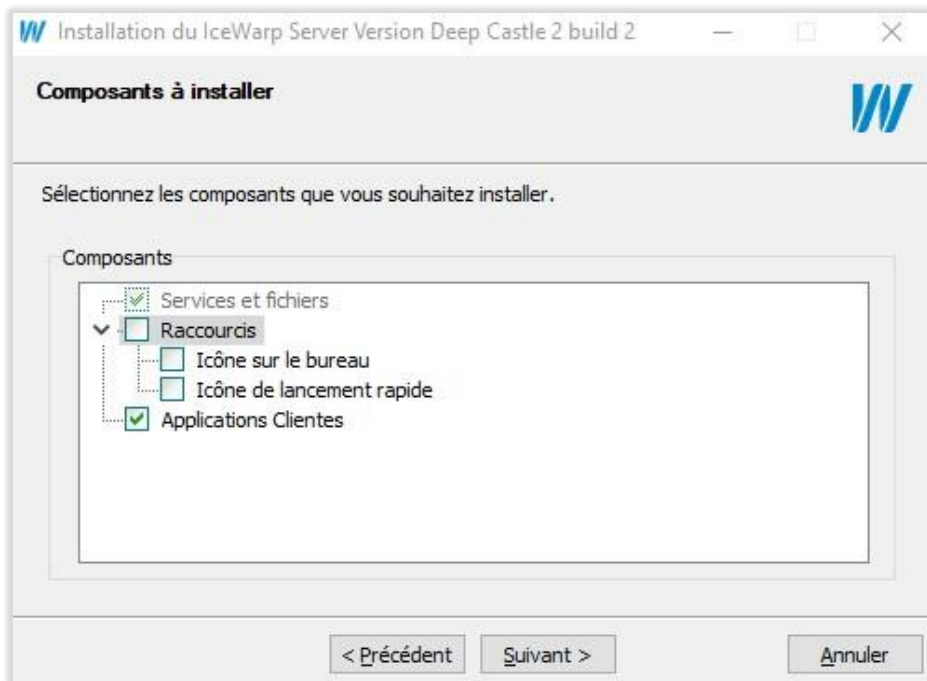 Installation du IceWarp Server Version Deep Castle 2 build 2
Composants à installer
Sélectionnez les composants que vous souhaitez installer.
Composants
Services et fichiers
Raccourcis
Icône sur le bureau
Icône de lancement rapide
Applications Clientes
< Précédent
Suivant >
Annuler